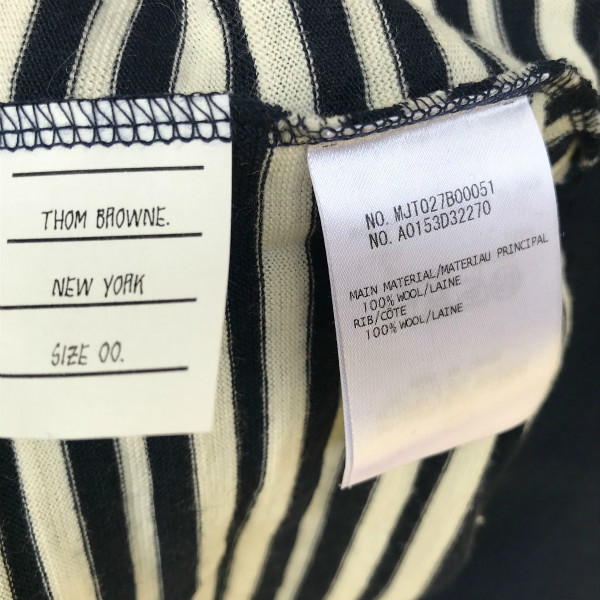 THOM BROWNE.
NEW YORK
SIZE 00.
NO. MJT027B00051
NO. A0153D32270
MAIN MATERIAL/MATERIAU PRINCIPAL
100% WOOL/LAINE
RIB/CÔTE
100% WOOL/LAINE